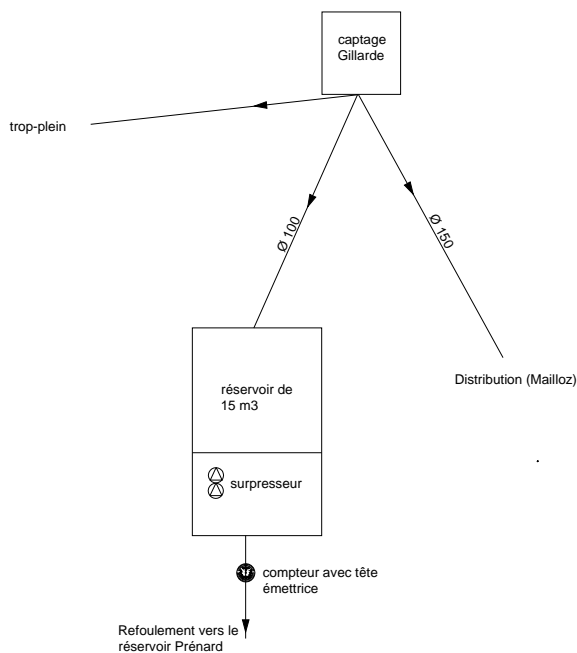 captage
Gillarde
trop-plein
Ø 100
Ø 150
Distribution (Mailloz)
réservoir de
15 m3
surpresseur
compteur avec tête
émettrice
Refoulement vers le
réservoir Prénard